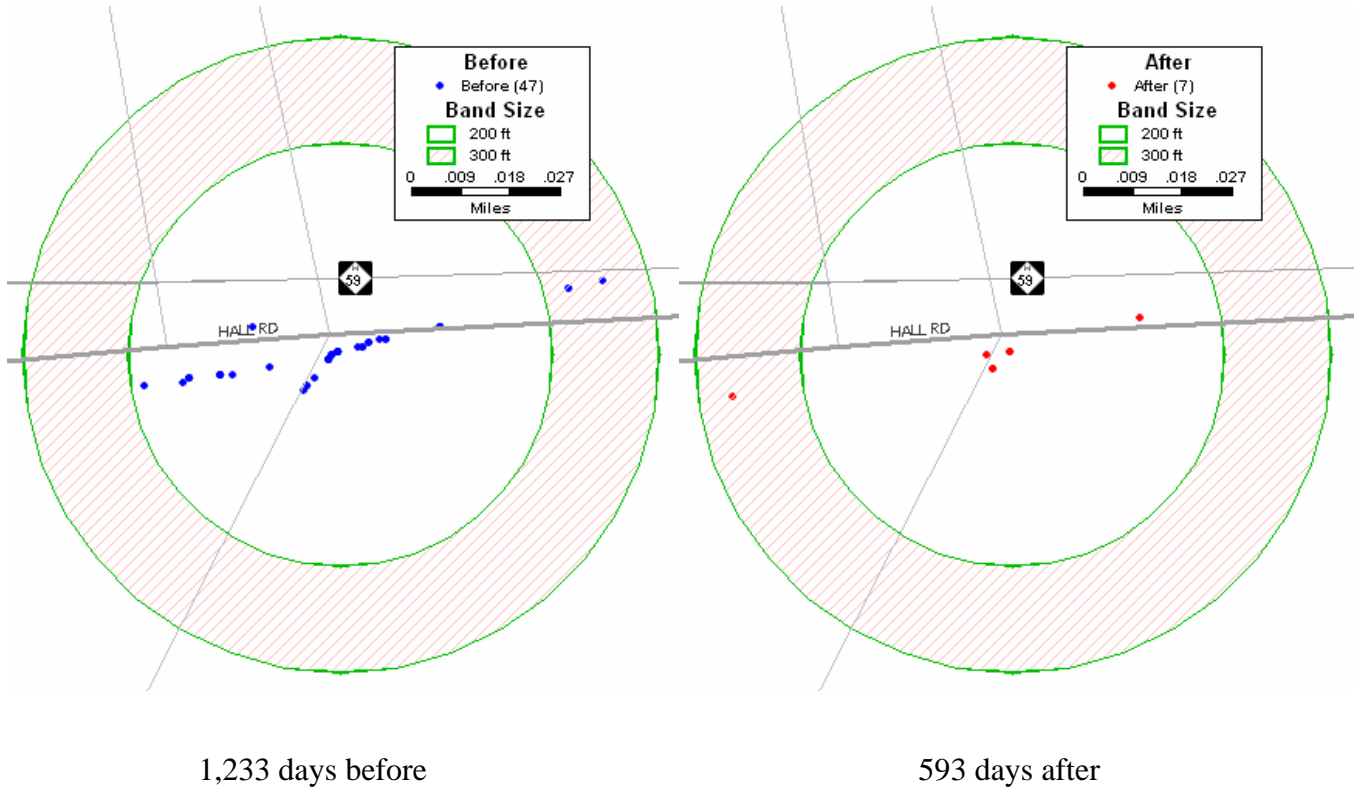 Before
Before (47)
Band Size
200 ft
300 ft
0 .009 .018 .027
Miles
M
59
HALL RD
After
After (7)
Band Size
200 ft
300 ft
0 .009 .018 .027
Miles
M
59
HALL RD
1,233 days before
593 days after